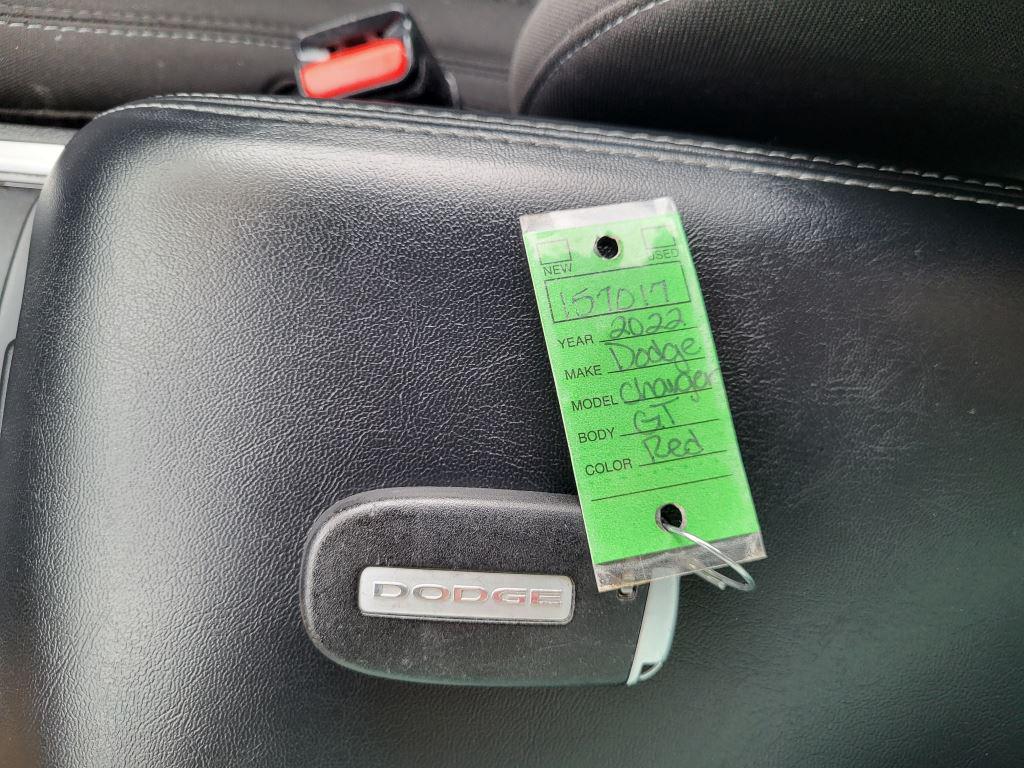 NEW USED
157017
YEAR 2022
MAKE Dodge
MODEL Charger
BODY GT
COLOR Red
DODGE